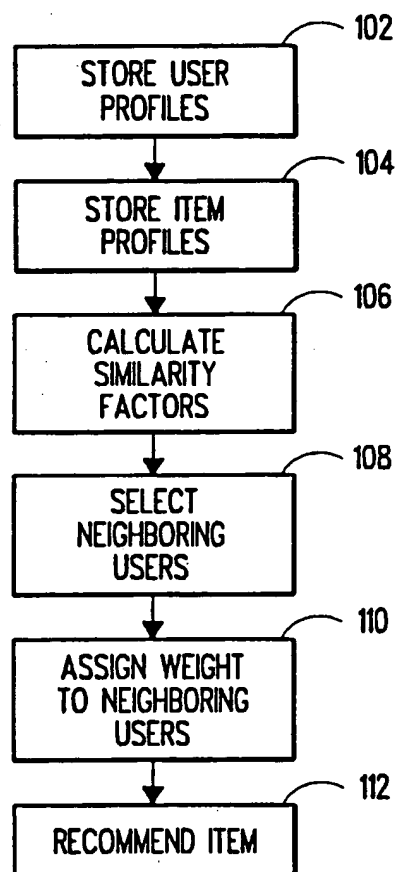 102
STORE USER
PROFILES
104
STORE ITEM
PROFILES
106
CALCULATE
SIMILARITY
FACTORS
108
SELECT
NEIGHBORING
USERS
110
ASSIGN WEIGHT
TO NEIGHBORING
USERS
112
RECOMMEND ITEM